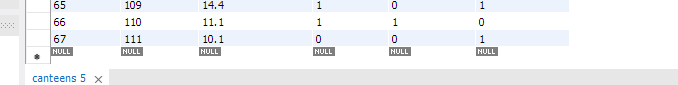 65 109 14.4 1 0 1
66 110 11.1 1 1 0
67 111 10.1 0 0 1
NULL NULL NULL NULL NULL NULL
canteens 5